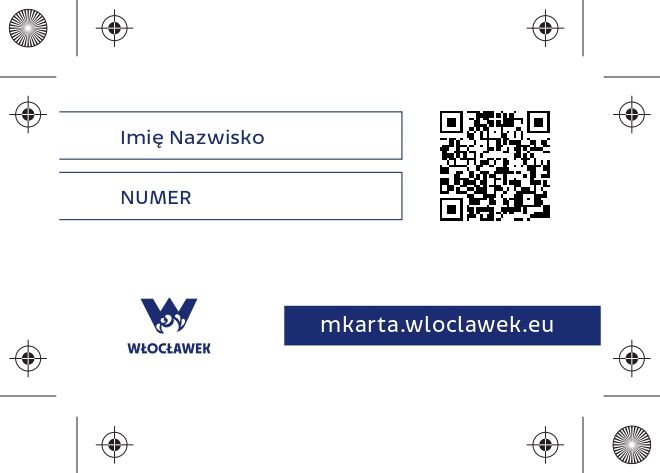 Imię Nazwisko
NUMER
WŁOCŁAWEK
mkarta.wloclawek.eu